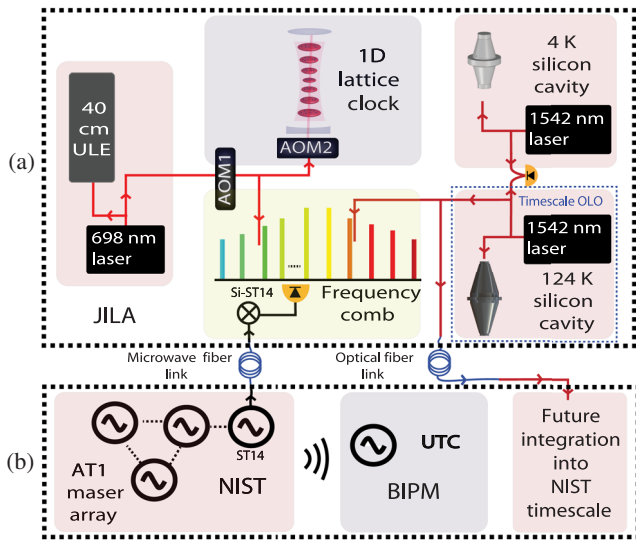 (a)
40
cm
ULE
698 nm
laser
JILA
1D
lattice
clock
AOM1
AOM2
4 K
silicon
cavity
1542 nm
laser
Timescale OLO
1542 nm
laser
124 K
silicon
cavity
Si-ST14
Frequency
comb
Microwave fiber
link
Optical fiber
link
(b)
AT1
maser
array
ST14
NIST
UTC
BIPM
Future
integration
into
NIST
timescale